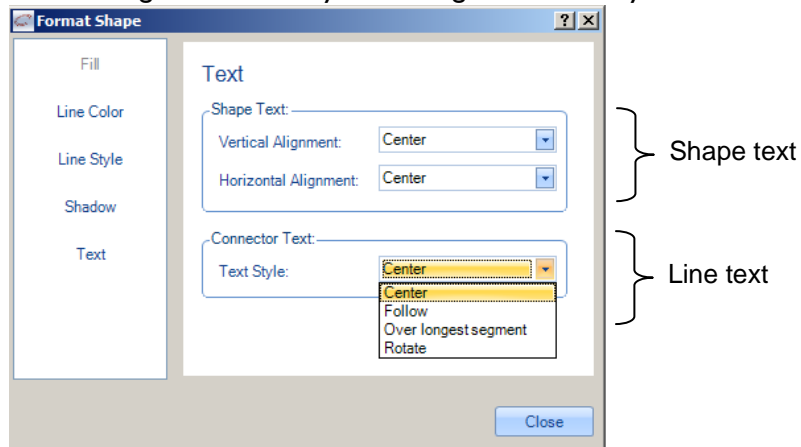 Format Shape
Fill
Line Color
Line Style
Shadow
Text
Text
Shape Text:
Vertical Alignment: Center
Horizontal Alignment: Center
Connector Text:
Text Style: Center
Center
Follow
Over longest segment
Rotate
Close
Shape text
Line text